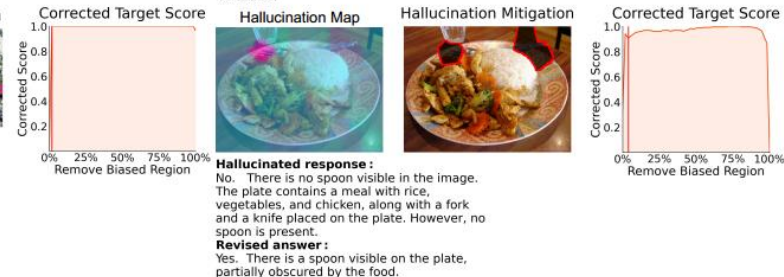 Corrected Target Score
Corrected Score
1.0
0.8
0.6
0.4
0.2
0% 25% 50% 75% 100%
Remove Biased Region
Hallucination Map
Hallucination Mitigation
Hallucinated response:
No. There is no spoon visible in the image.
The plate contains a meal with rice,
vegetables, and chicken, along with a fork
and a knife placed on the plate. However, no
spoon is present.
Revised answer:
Yes. There is a spoon visible on the plate,
partially obscured by the food.
Corrected Target Score
Corrected Score
1.0
0.8
0.6
0.4
0.2
0% 25% 50% 75% 100%
Remove Biased Region